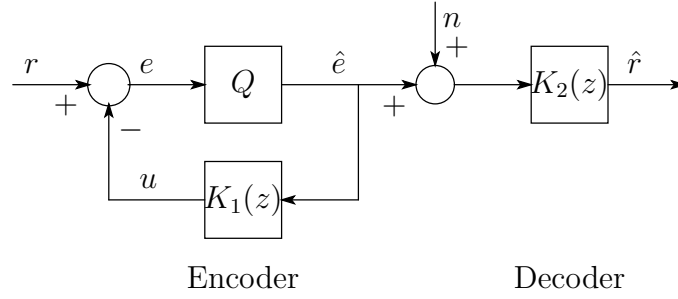 n
+
r
+
−
e
Q
ê
+
K₂(z)
r̂
u
K₁(z)
Encoder
Decoder